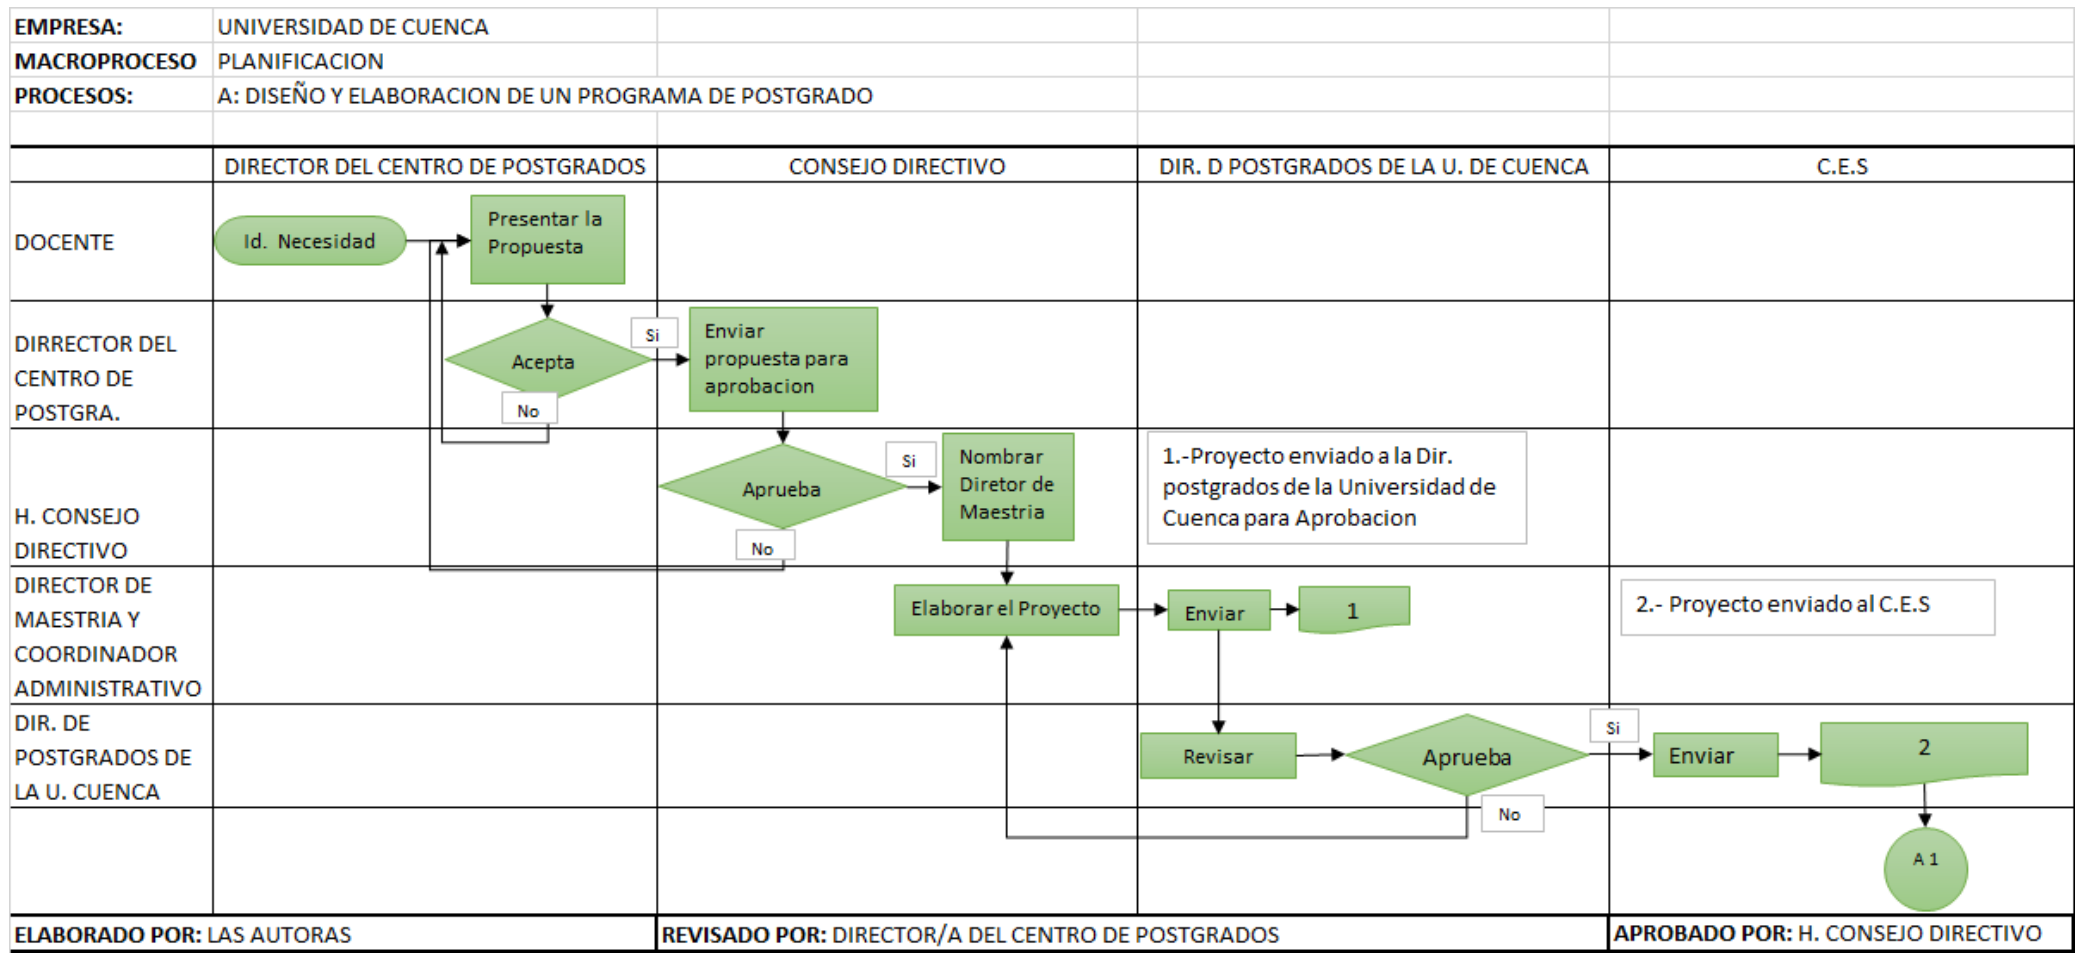 EMPRESA: UNIVERSIDAD DE CUENCA
MACROPROCESO PLANIFICACION
PROCESOS: A: DISEÑO Y ELABORACION DE UN PROGRAMA DE POSTGRADO
DIRECTOR DEL CENTRO DE POSTGRADOS CONSEJO DIRECTIVO DIR. D POSTGRADOS DE LA U. DE CUENCA C.E.S
DOCENTE
Id. Necesidad
Presentar la
Propuesta
DIRRECTOR DEL
CENTRO DE
POSTGRA.
Acepta
Si
No
Enviar
propuesta para
aprobacion
H. CONSEJO
DIRECTIVO
Aprueba
Si
No
Nombrar
Diretor de
Maestria
1.-Proyecto enviado a la Dir.
postgrados de la Universidad de
Cuenca para Aprobacion
DIRECTOR DE
MAESTRIA Y
COORDINADOR
ADMINISTRATIVO
Elaborar el Proyecto
Enviar
1
2.- Proyecto enviado al C.E.S
DIR. DE
POSTGRADOS DE
LA U. CUENCA
Revisar
Aprueba
Si
No
Enviar
2
A 1
ELABORADO POR: LAS AUTORAS REVISADO POR: DIRECTOR/A DEL CENTRO DE POSTGRADOS APROBADO POR: H. CONSEJO DIRECTIVO